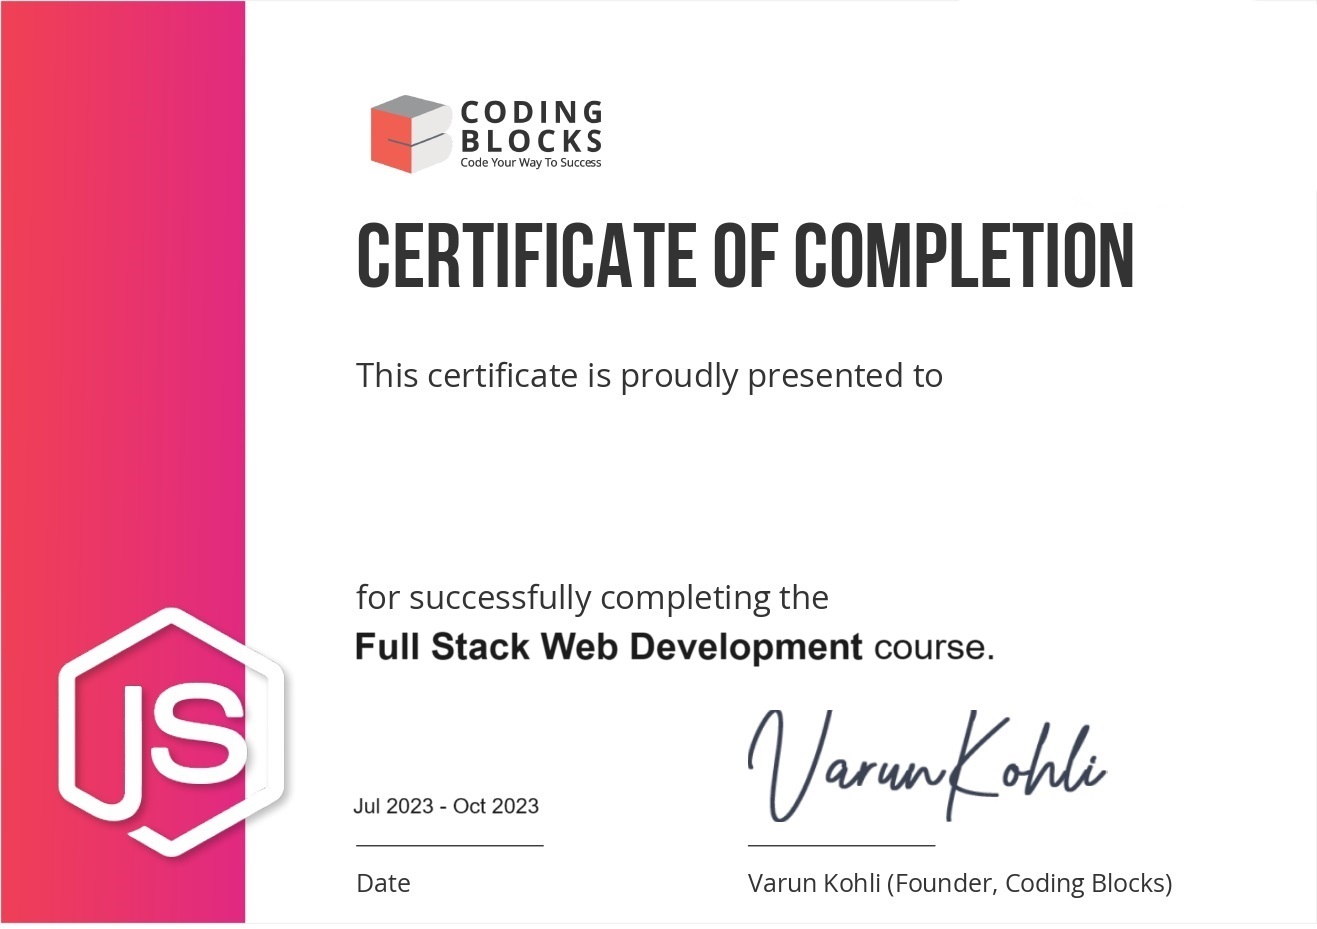 CODING
BLOCKS
Code Your Way To Success
CERTIFICATE OF COMPLETION
This certificate is proudly presented to
for successfully completing the
Full Stack Web Development course.
JS
Jul 2023 - Oct 2023
Varun Kohli
Date
Varun Kohli (Founder, Coding Blocks)